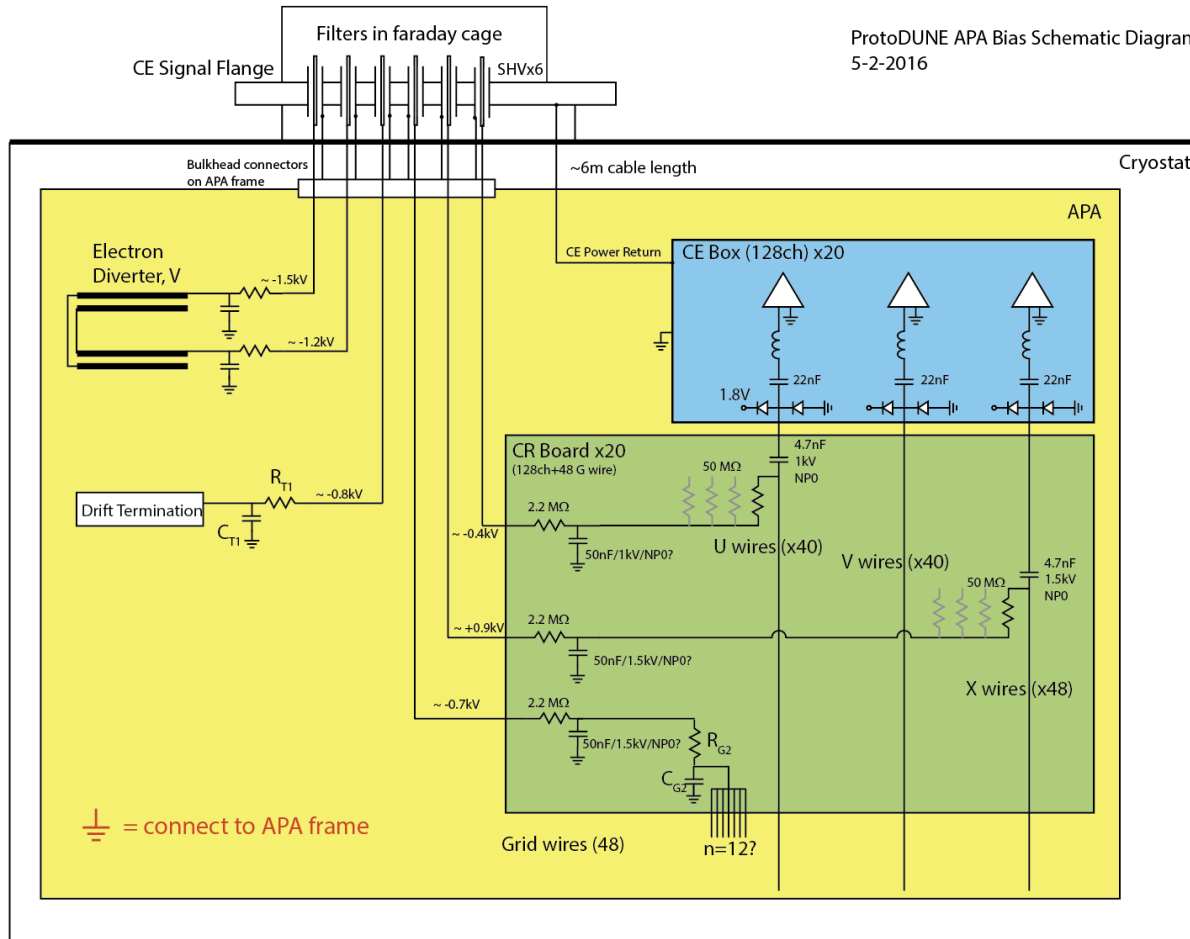 Filters in faraday cage
ProtoDUNE APA Bias Schematic Diagran
5-2-2016
CE Signal Flange
SHVx6
Bulkhead connectors
on APA frame
~6m cable length
Cryostat
APA
Electron
Diverter, V
~ -1.5kV
~ -1.2kV
CE Power Return
CE Box (128ch) x20
22nF
22nF
22nF
1.8V
CR Board x20
(128ch+48 G wire)
4.7nF
1kV
NP0
50 MΩ
2.2 MΩ
~ -0.4kV
50nF/1kV/NP0?
U wires (x40)
V wires (x40)
R_T1
~ -0.8kV
Drift Termination
C_T1
4.7nF
1.5kV
NP0
50 MΩ
2.2 MΩ
~ +0.9kV
50nF/1.5kV/NP0?
X wires (x48)
2.2 MΩ
~ -0.7kV
50nF/1.5kV/NP0?
R_G2
C_G2
= connect to APA frame
Grid wires (48)
n=12?